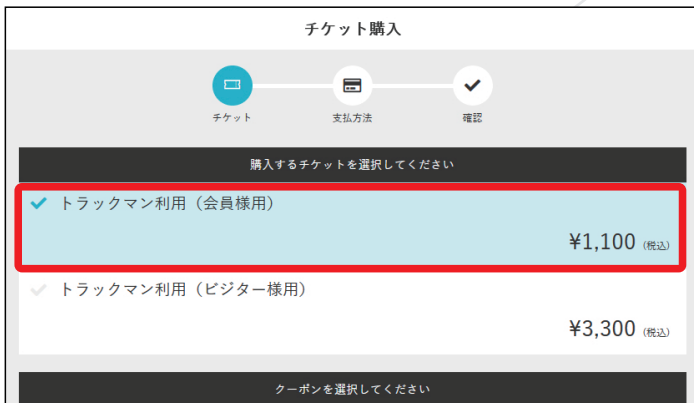 チケット購入
チケット
支払方法
確認
購入するチケットを選択してください
トラックマン利用（会員様用）
¥1,100 (税込)
トラックマン利用（ビジター様用）
¥3,300 (税込)
クーポンを選択してください